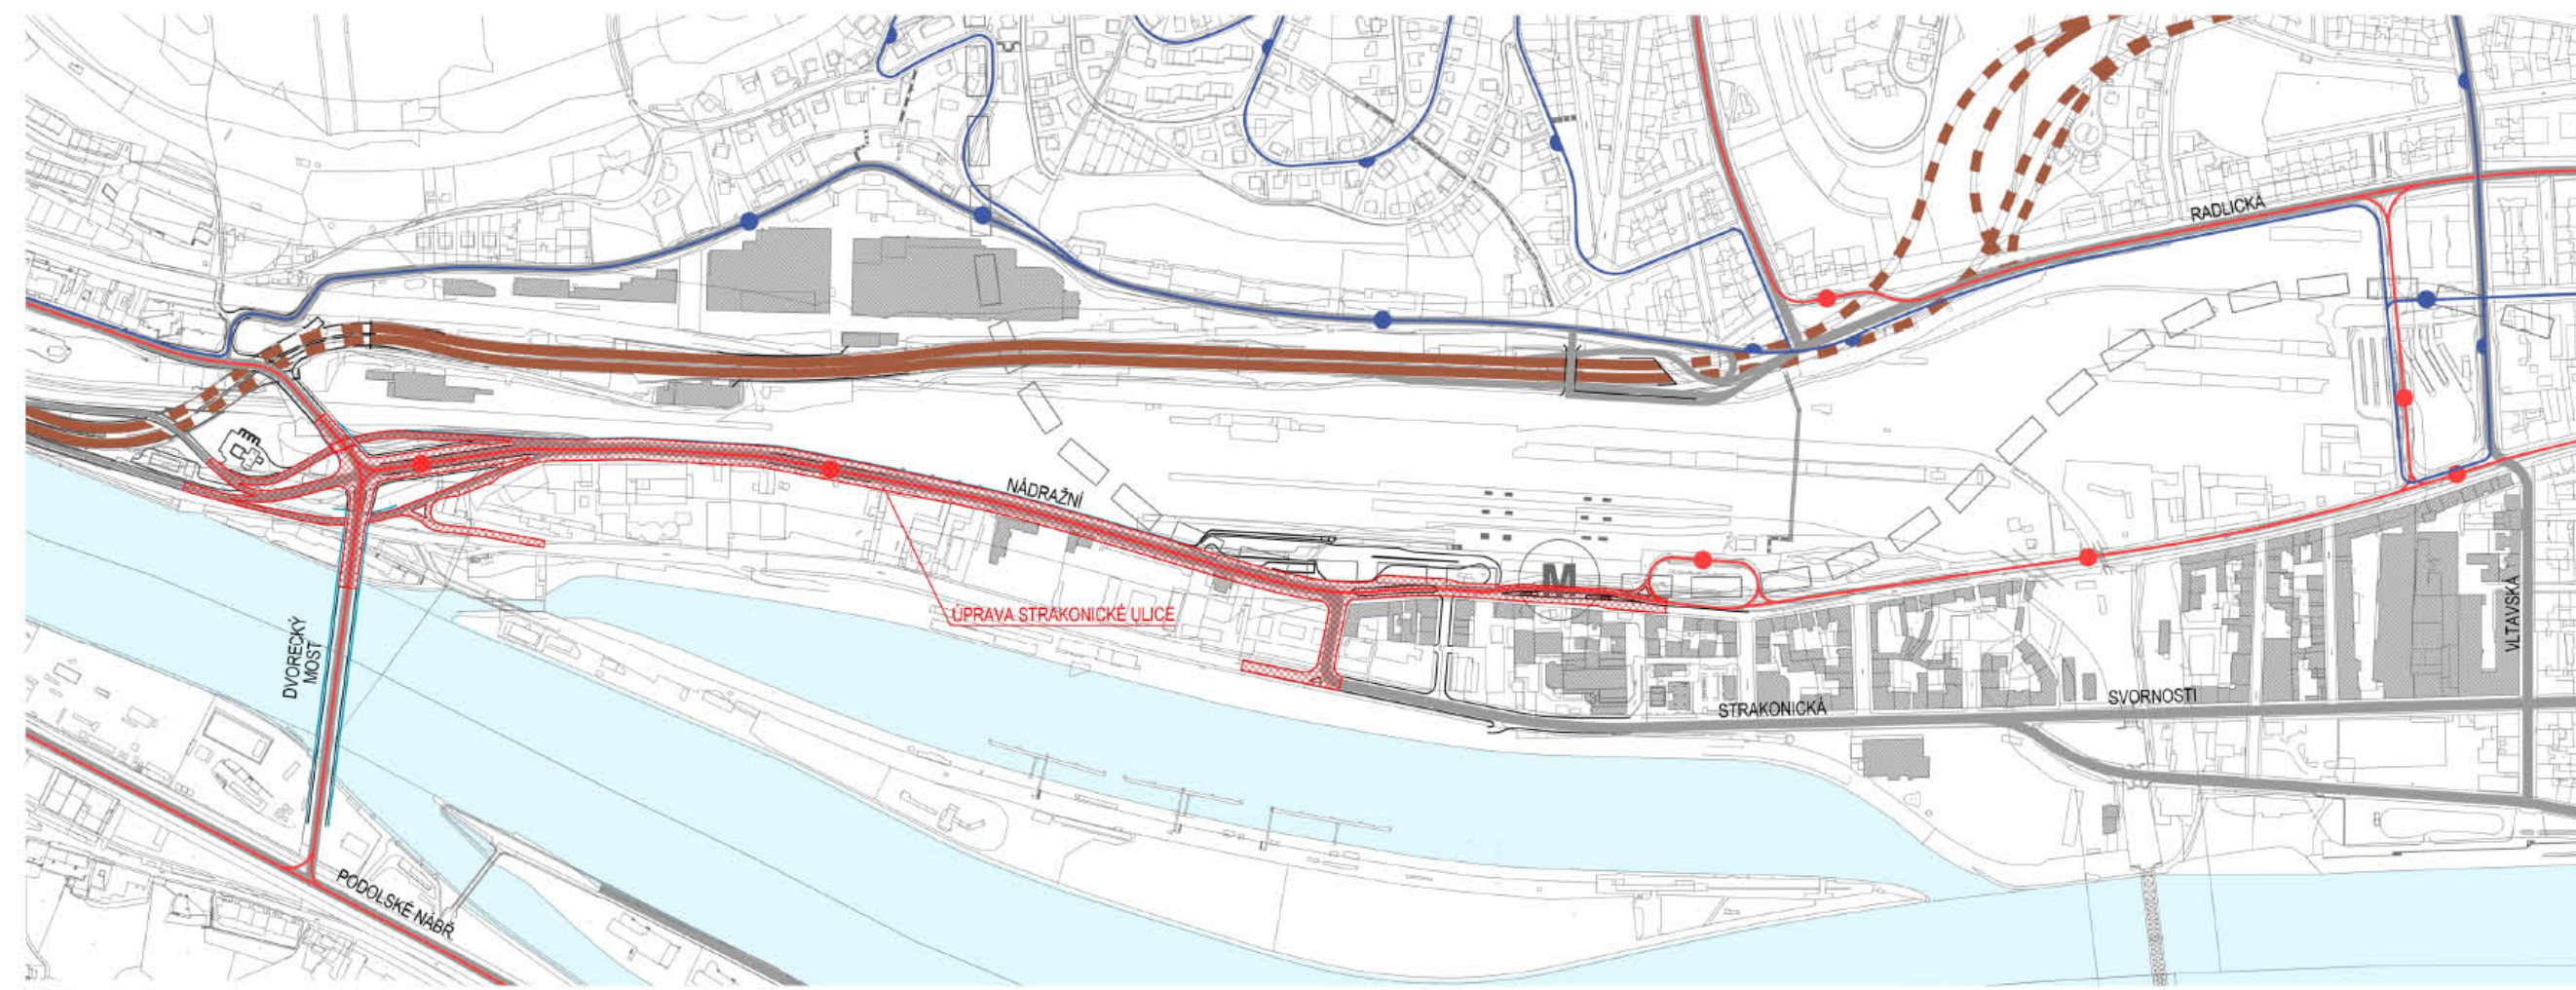 RADLICKÁ
NÁDRAŽNÍ
M
ÚPRAVA STRAKONICKÉ ULICE
VLTAVSKÁ
DVORECKÝ
MOST
STRAKONICKÁ
SVORNOSTI
PODOLSKÉ NÁBŘ.